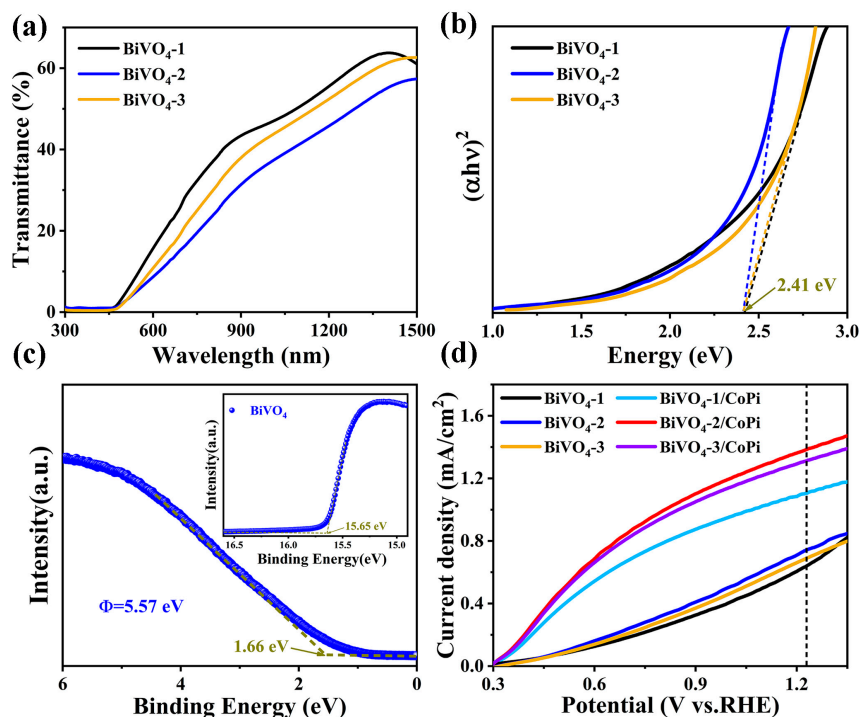 (a)
BiVO4-1
BiVO4-2
BiVO4-3
Transmittance (%)
60
40
20
0
300 600 900 1200 1500
Wavelength (nm)
(b)
BiVO4-1
BiVO4-2
BiVO4-3
(αhν)²
2.41 eV
1.0 1.5 2.0 2.5 3.0
Energy (eV)
(c)
Intensity(a.u.)
Φ=5.57 eV
1.66 eV
6 4 2 0
Binding Energy (eV)
BiVO4
Intensity(a.u.)
15.65 eV
16.5 16.0 15.5 15.0
Binding Energy(eV)
(d)
BiVO4-1 BiVO4-1/CoPi
BiVO4-2 BiVO4-2/CoPi
BiVO4-3 BiVO4-3/CoPi
Current density (mA/cm²)
1.6
1.2
0.8
0.4
0.0
0.3 0.6 0.9 1.2
Potential (V vs.RHE)